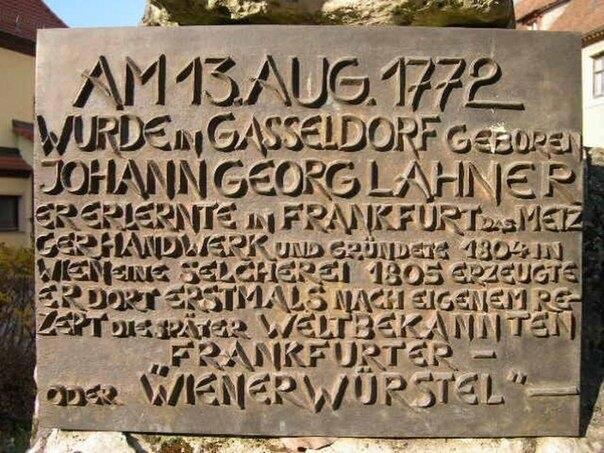 AM 13. AUG. 1772
WURDE IN GASSELDORF GEBOREN
JOHANN GEORG LAHNER
ER ERLERNTE IN FRANKFURT DAS METZ
GERHANDWERK UND GRÜNDETE 1804 IN
WIEN EINE SELCHEREI 1805 ERZEUGTE
ER DORT ERSTMALS NACH EIGENEM RE-
ZEPT DIE SPÄTER WELTBEKANNTEN
FRANKFURTER –
ODER "WIENERWÜRSTEL" —